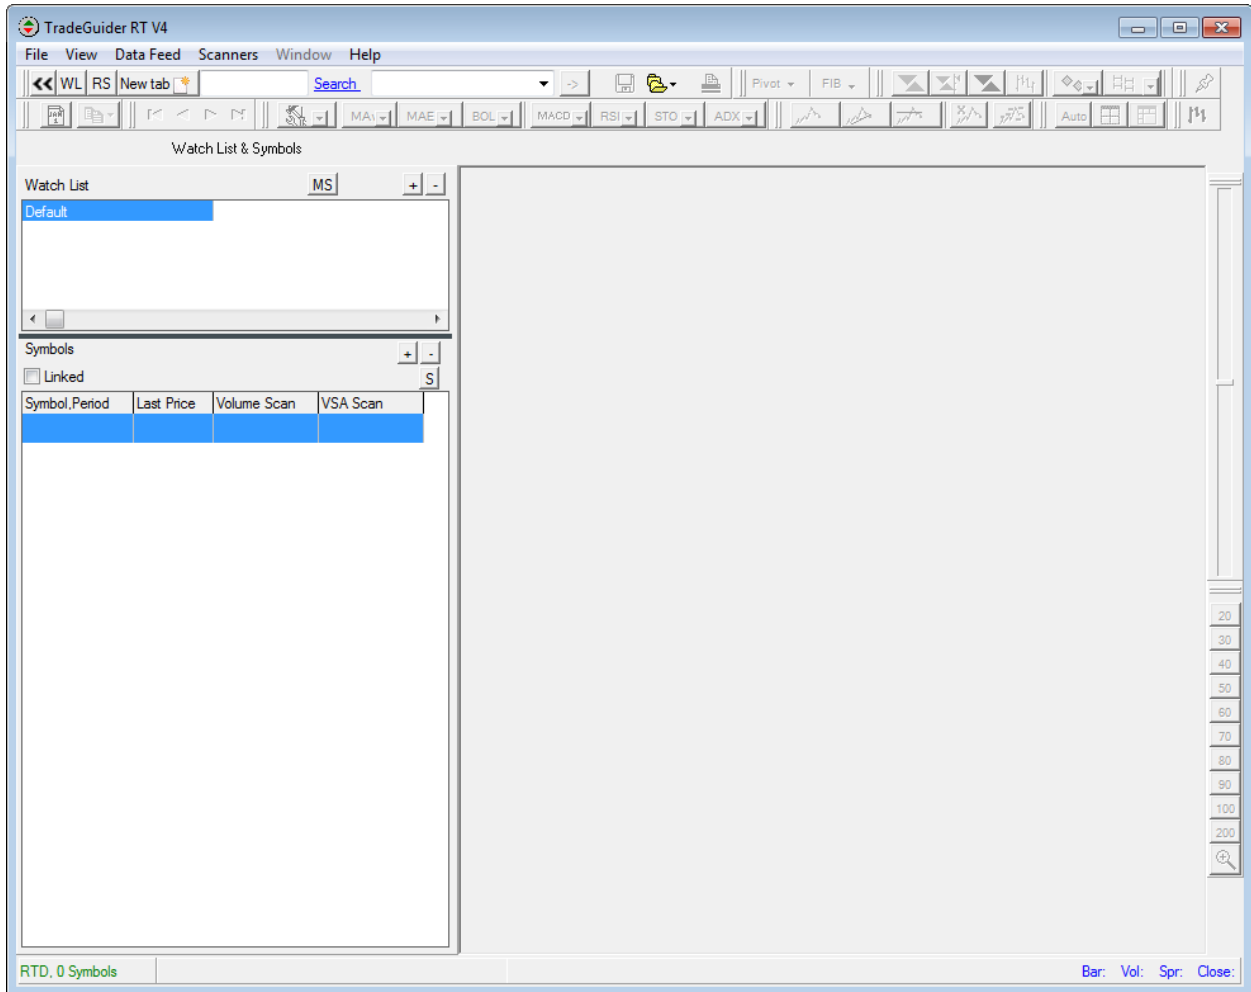 TradeGuider RT V4
File View Data Feed Scanners Window Help
WL RS New tab Search -> Pivot FIB
MA MAE BOL MACD RSI STO ADX Auto
Watch List & Symbols
Watch List MS + -
Default
Symbols + -
Linked S
Symbol,Period Last Price Volume Scan VSA Scan
20
30
40
50
60
70
80
90
100
200
RTD, 0 Symbols Bar: Vol: Spr: Close: